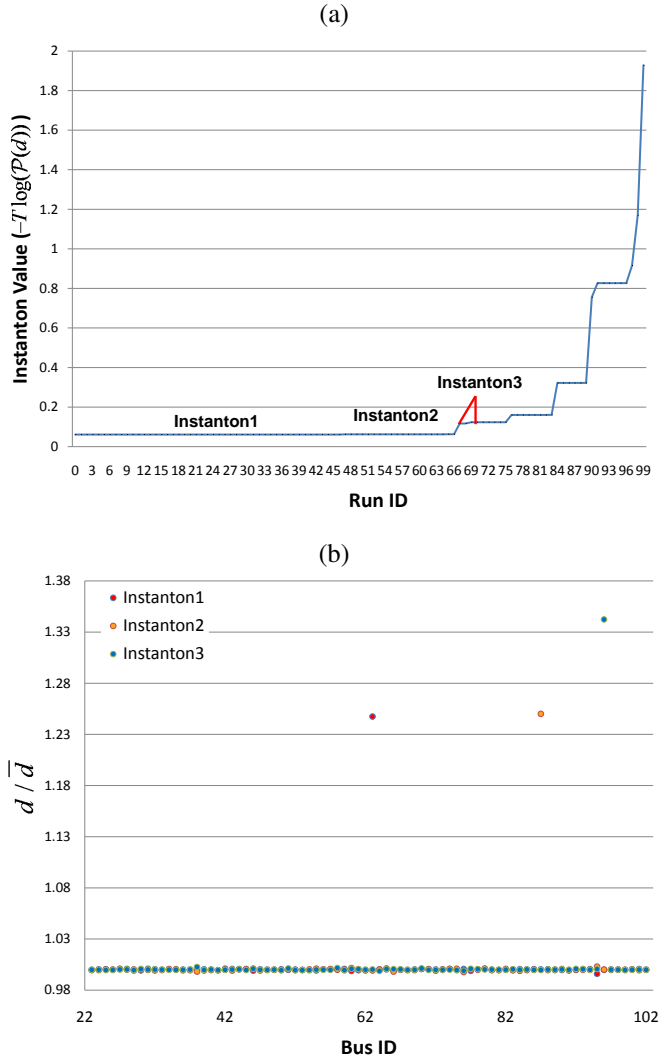 (a)
Instanton Value (−T log(P(d)))
2
1.8
1.6
1.4
1.2
1
0.8
0.6
0.4
0.2
0
Instanton3
Instanton1
Instanton2
0 3 6 9 12 15 18 21 24 27 30 33 36 39 42 45 48 51 54 57 60 63 66 69 72 75 78 81 84 87 90 93 96 99
Run ID
(b)
d / d̅
1.38
1.33
1.28
1.23
1.18
1.13
1.08
1.03
0.98
Instanton1
Instanton2
Instanton3
22 42 62 82 102
Bus ID